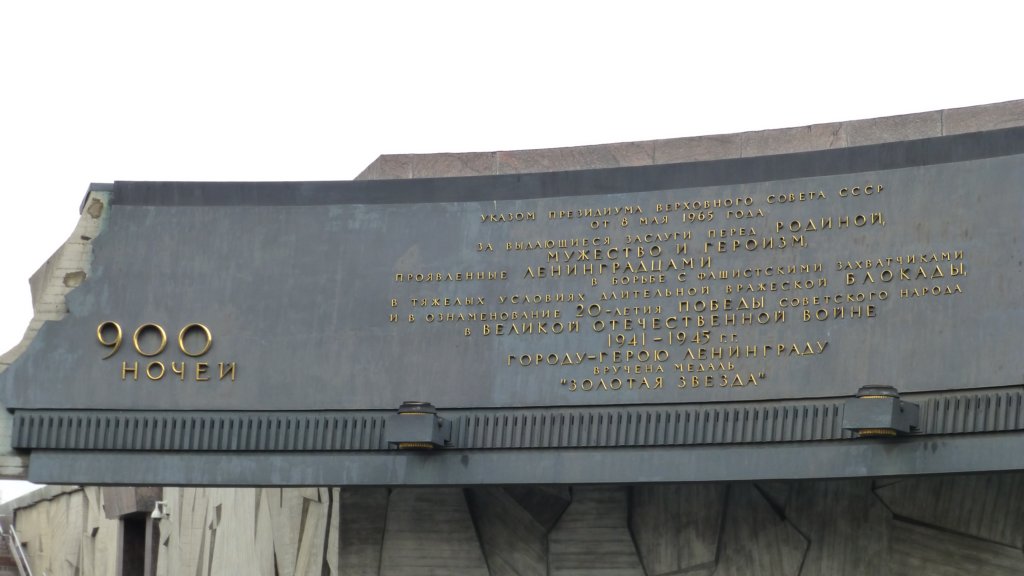 УКАЗОМ ПРЕЗИДИУМА ВЕРХОВНОГО СОВЕТА СССР
ОТ 8 МАЯ 1965 ГОДА
ЗА ВЫДАЮЩИЕСЯ ЗАСЛУГИ ПЕРЕД РОДИНОЙ,
МУЖЕСТВО И ГЕРОИЗМ,
ПРОЯВЛЕННЫЕ ЛЕНИНГРАДЦАМИ
В БОРЬБЕ С ФАШИСТСКИМИ ЗАХВАТЧИКАМИ
В ТЯЖЕЛЫХ УСЛОВИЯХ ДЛИТЕЛЬНОЙ ВРАЖЕСКОЙ БЛОКАДЫ,
И В ОЗНАМЕНОВАНИЕ 20-ЛЕТИЯ ПОБЕДЫ СОВЕТСКОГО НАРОДА
В ВЕЛИКОЙ ОТЕЧЕСТВЕННОЙ ВОЙНЕ
1941-1945 г.г.
ГОРОДУ-ГЕРОЮ ЛЕНИНГРАДУ
ВРУЧЕНА МЕДАЛЬ
"ЗОЛОТАЯ ЗВЕЗДА"
900
НОЧЕЙ